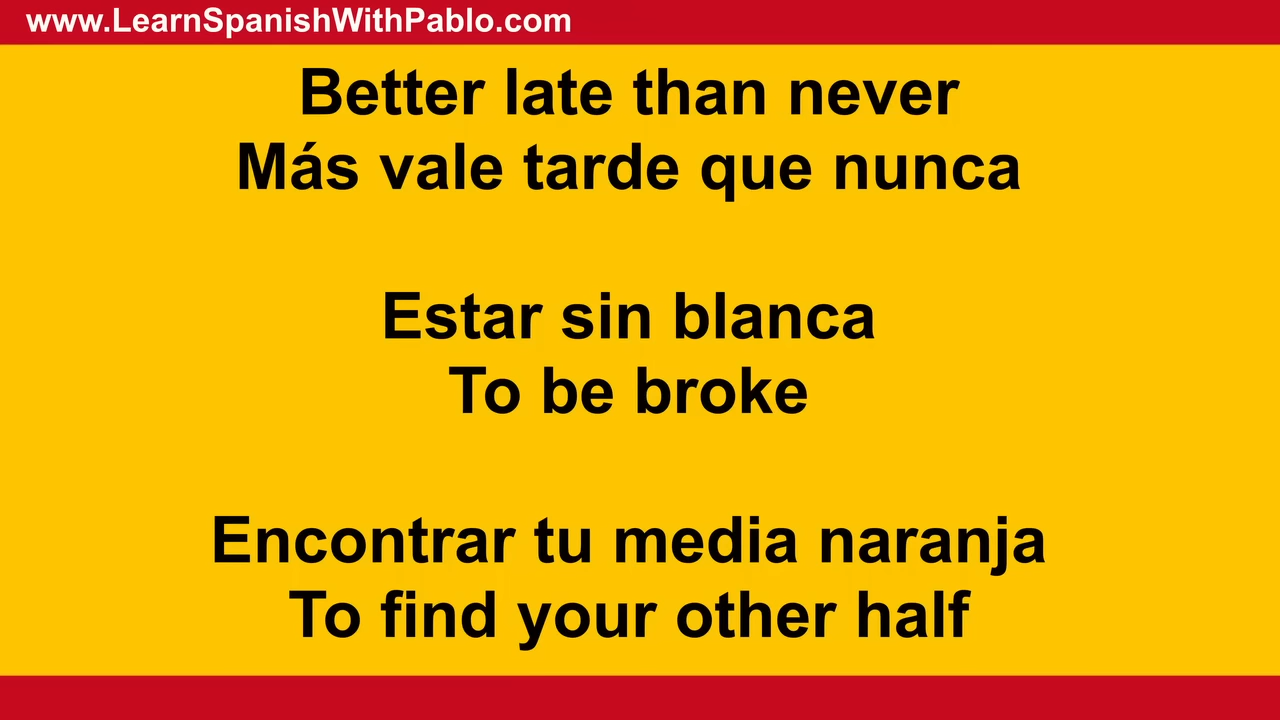 www.LearnSpanishWithPablo.com
Better late than never
Más vale tarde que nunca
Estar sin blanca
To be broke
Encontrar tu media naranja
To find your other half